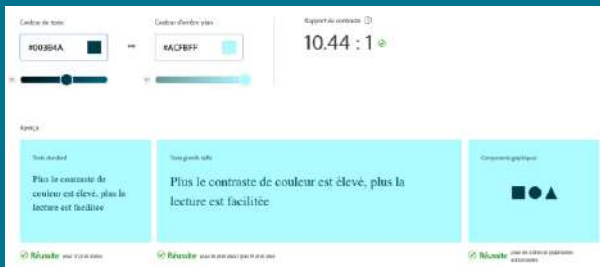 Couleur de texte
Couleur d'arrière-plan
Rapport de contraste
#003B4A
#ACFBFF
10.44 : 1
Aperçu
Texte standard
Plus le contraste de
couleur est élevé, plus la
lecture est facilitée
Texte grande taille
Plus le contraste de couleur est élevé, plus la
lecture est facilitée
Composants graphiques
Réussite
Réussite
Réussite